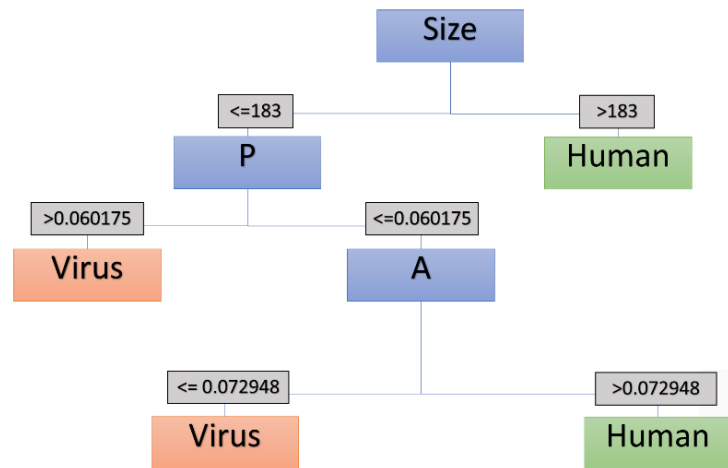 Size
<=183
>183
P
Human
>0.060175
<=0.060175
Virus
A
<= 0.072948
>0.072948
Virus
Human